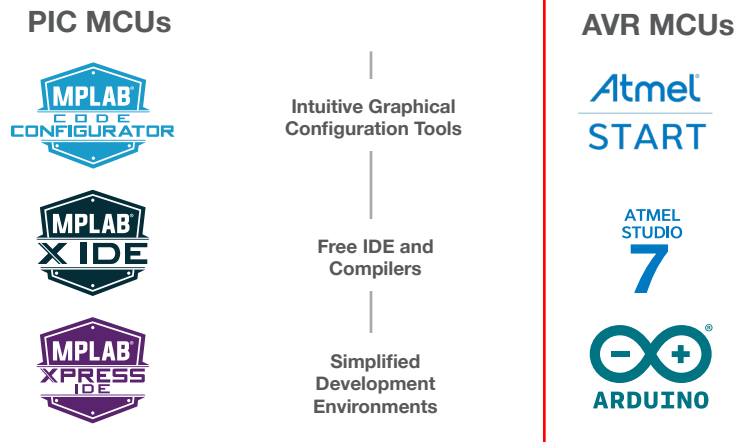 PIC MCUs
AVR MCUs
MPLAB®
CODE
CONFIGURATOR
Intuitive Graphical
Configuration Tools
Atmel®
START
MPLAB®
X IDE
Free IDE and
Compilers
ATMEL
STUDIO
7
MPLAB®
XPRESS
IDE
Simplified
Development
Environments
®
ARDUINO